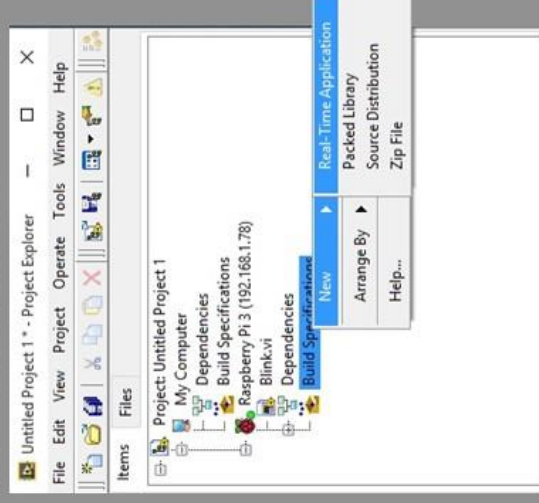 Untitled Project 1 * - Project Explorer
File Edit View Project Operate Tools Window Help
Items Files
Project: Untitled Project 1
My Computer
Dependencies
Build Specifications
Raspberry Pi 3 (192.168.1.78)
Blink.vi
Dependencies
Build Specifications
New
Arrange By
Help...
Real-Time Application
Packed Library
Source Distribution
Zip File